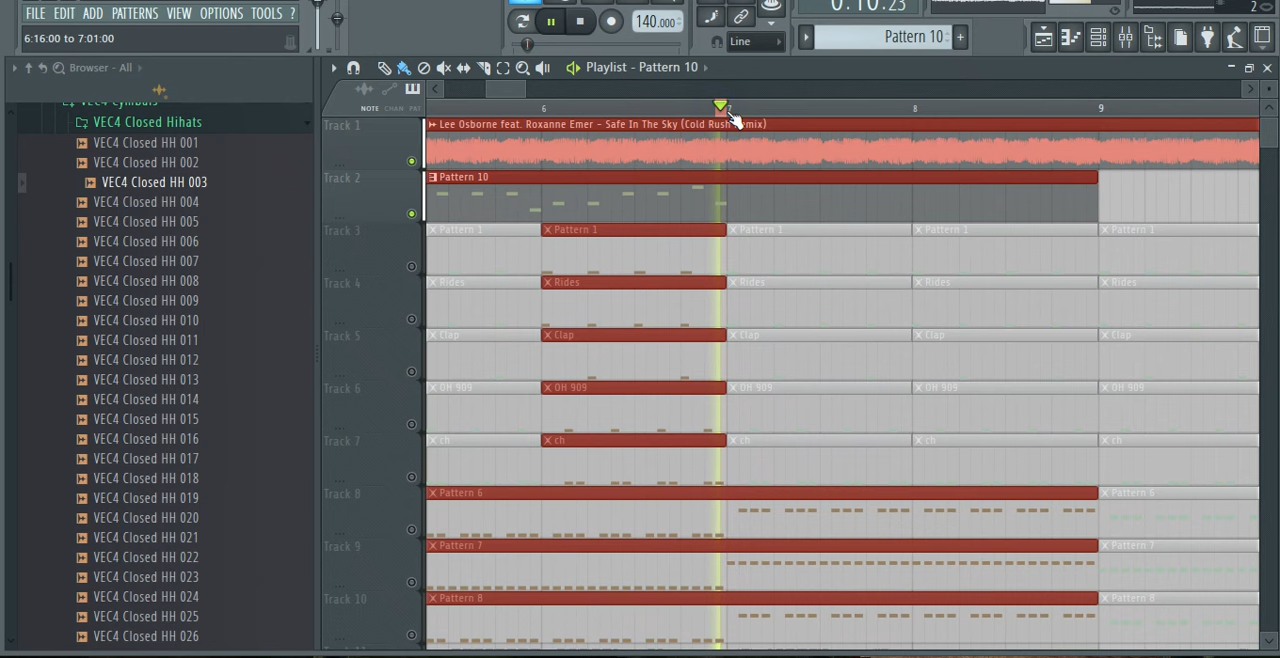 FILE EDIT ADD PATTERNS VIEW OPTIONS TOOLS ?
6:16:00 to 7:01:00
140.000
0:10:23
2
Line
Pattern 10
+
Browser - All
Playlist - Pattern 10
NOTE CHAN PAT
6 7 8 9
VEC4 Cymbals
VEC4 Closed Hihats
VEC4 Closed HH 001
VEC4 Closed HH 002
VEC4 Closed HH 003
VEC4 Closed HH 004
VEC4 Closed HH 005
VEC4 Closed HH 006
VEC4 Closed HH 007
VEC4 Closed HH 008
VEC4 Closed HH 009
VEC4 Closed HH 010
VEC4 Closed HH 011
VEC4 Closed HH 012
VEC4 Closed HH 013
VEC4 Closed HH 014
VEC4 Closed HH 015
VEC4 Closed HH 016
VEC4 Closed HH 017
VEC4 Closed HH 018
VEC4 Closed HH 019
VEC4 Closed HH 020
VEC4 Closed HH 021
VEC4 Closed HH 022
VEC4 Closed HH 023
VEC4 Closed HH 024
VEC4 Closed HH 025
VEC4 Closed HH 026
Track 1
Lee Osborne feat. Roxanne Emer - Safe In The Sky (Cold Rush Remix)
Track 2
Pattern 10
Track 3
Pattern 1 Pattern 1 Pattern 1 Pattern 1 Pattern 1
Track 4
Rides Rides Rides Rides Rides
Track 5
Clap Clap Clap Clap Clap
Track 6
OH 909 OH 909 OH 909 OH 909 OH 909
Track 7
ch ch ch ch ch
Track 8
Pattern 6 Pattern 6
Track 9
Pattern 7 Pattern 7
Track 10
Pattern 8 Pattern 8